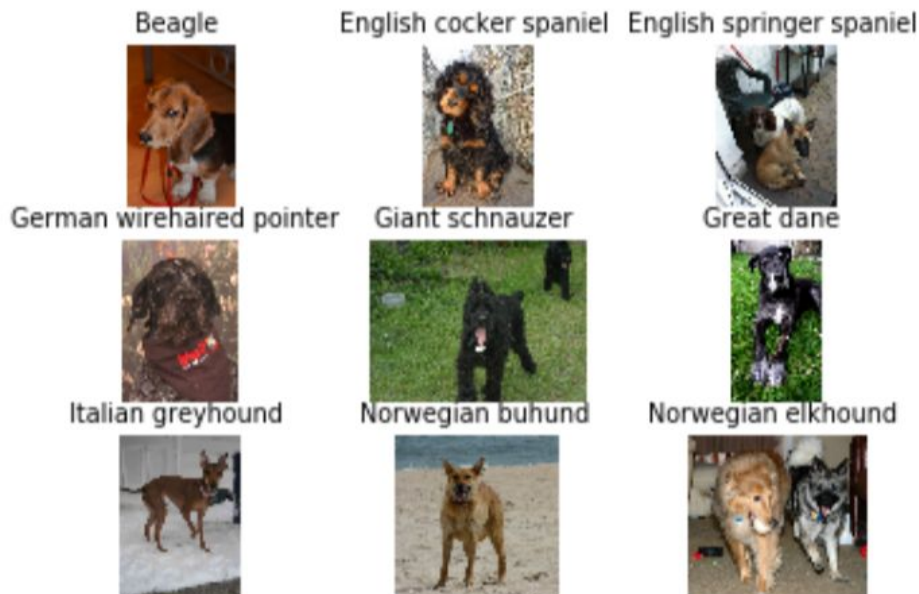 Beagle
English cocker spaniel
English springer spaniel
German wirehaired pointer
Giant schnauzer
Great dane
Italian greyhound
Norwegian buhund
Norwegian elkhound